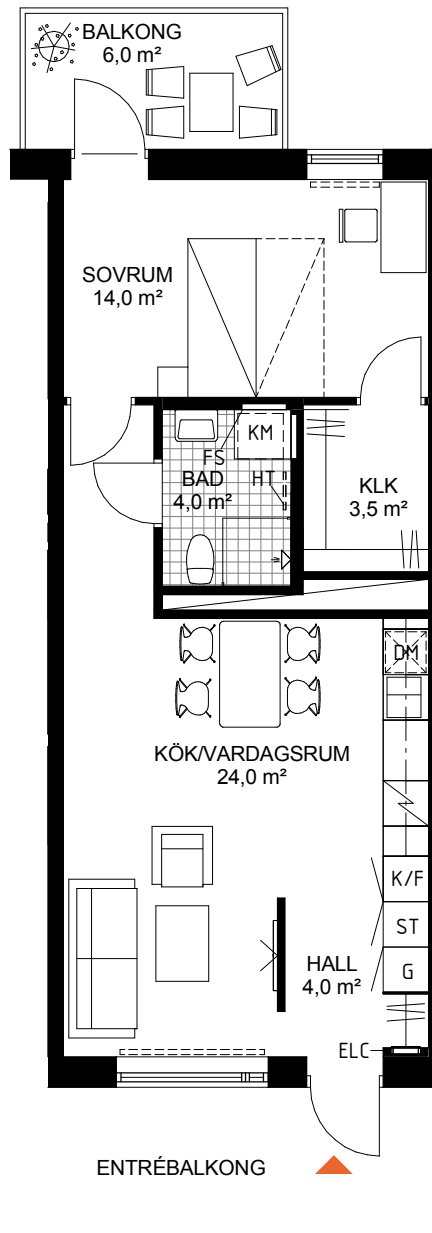 BALKONG
6,0 m²
SOVRUM
14,0 m²
KM
FS
BAD
4,0 m²
HT
KLK
3,5 m²
DM
KÖK/VARDAGSRUM
24,0 m²
K/F
ST
G
HALL
4,0 m²
ELC
ENTRÉBALKONG